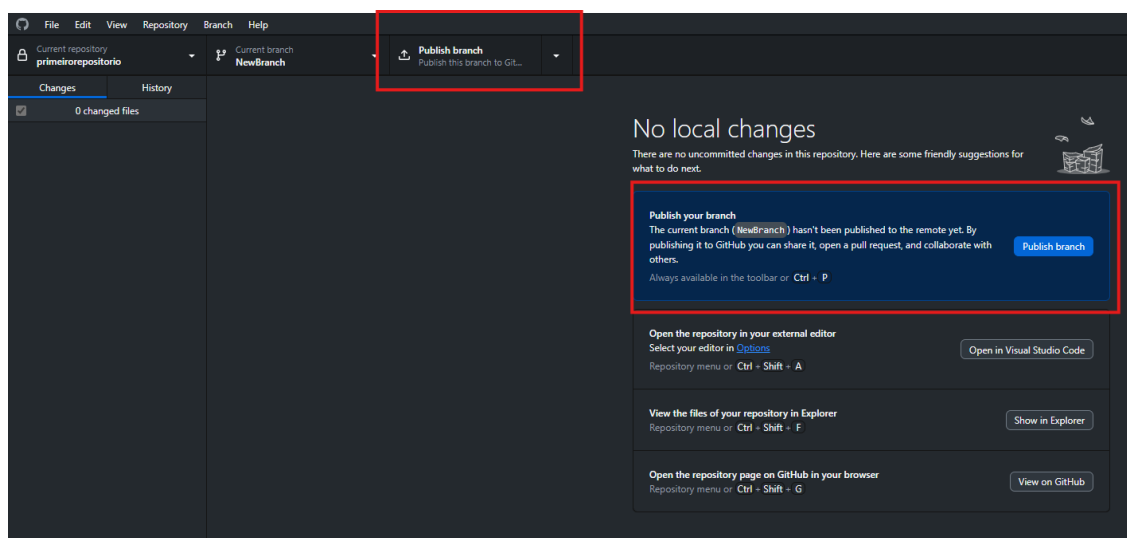 File Edit View Repository Branch Help
Current repository
primeirorepositorio
Current branch
NewBranch
Publish branch
Publish this branch to Git...
Changes History
0 changed files
No local changes
There are no uncommitted changes in this repository. Here are some friendly suggestions for
what to do next.
Publish your branch
The current branch (NewBranch) hasn't been published to the remote yet. By
publishing it to GitHub you can share it, open a pull request, and collaborate with
others.
Always available in the toolbar or Ctrl + P
Publish branch
Open the repository in your external editor
Select your editor in Options
Repository menu or Ctrl + Shift + A
Open in Visual Studio Code
View the files of your repository in Explorer
Repository menu or Ctrl + Shift + F
Show in Explorer
Open the repository page on GitHub in your browser
Repository menu or Ctrl + Shift + G
View on GitHub